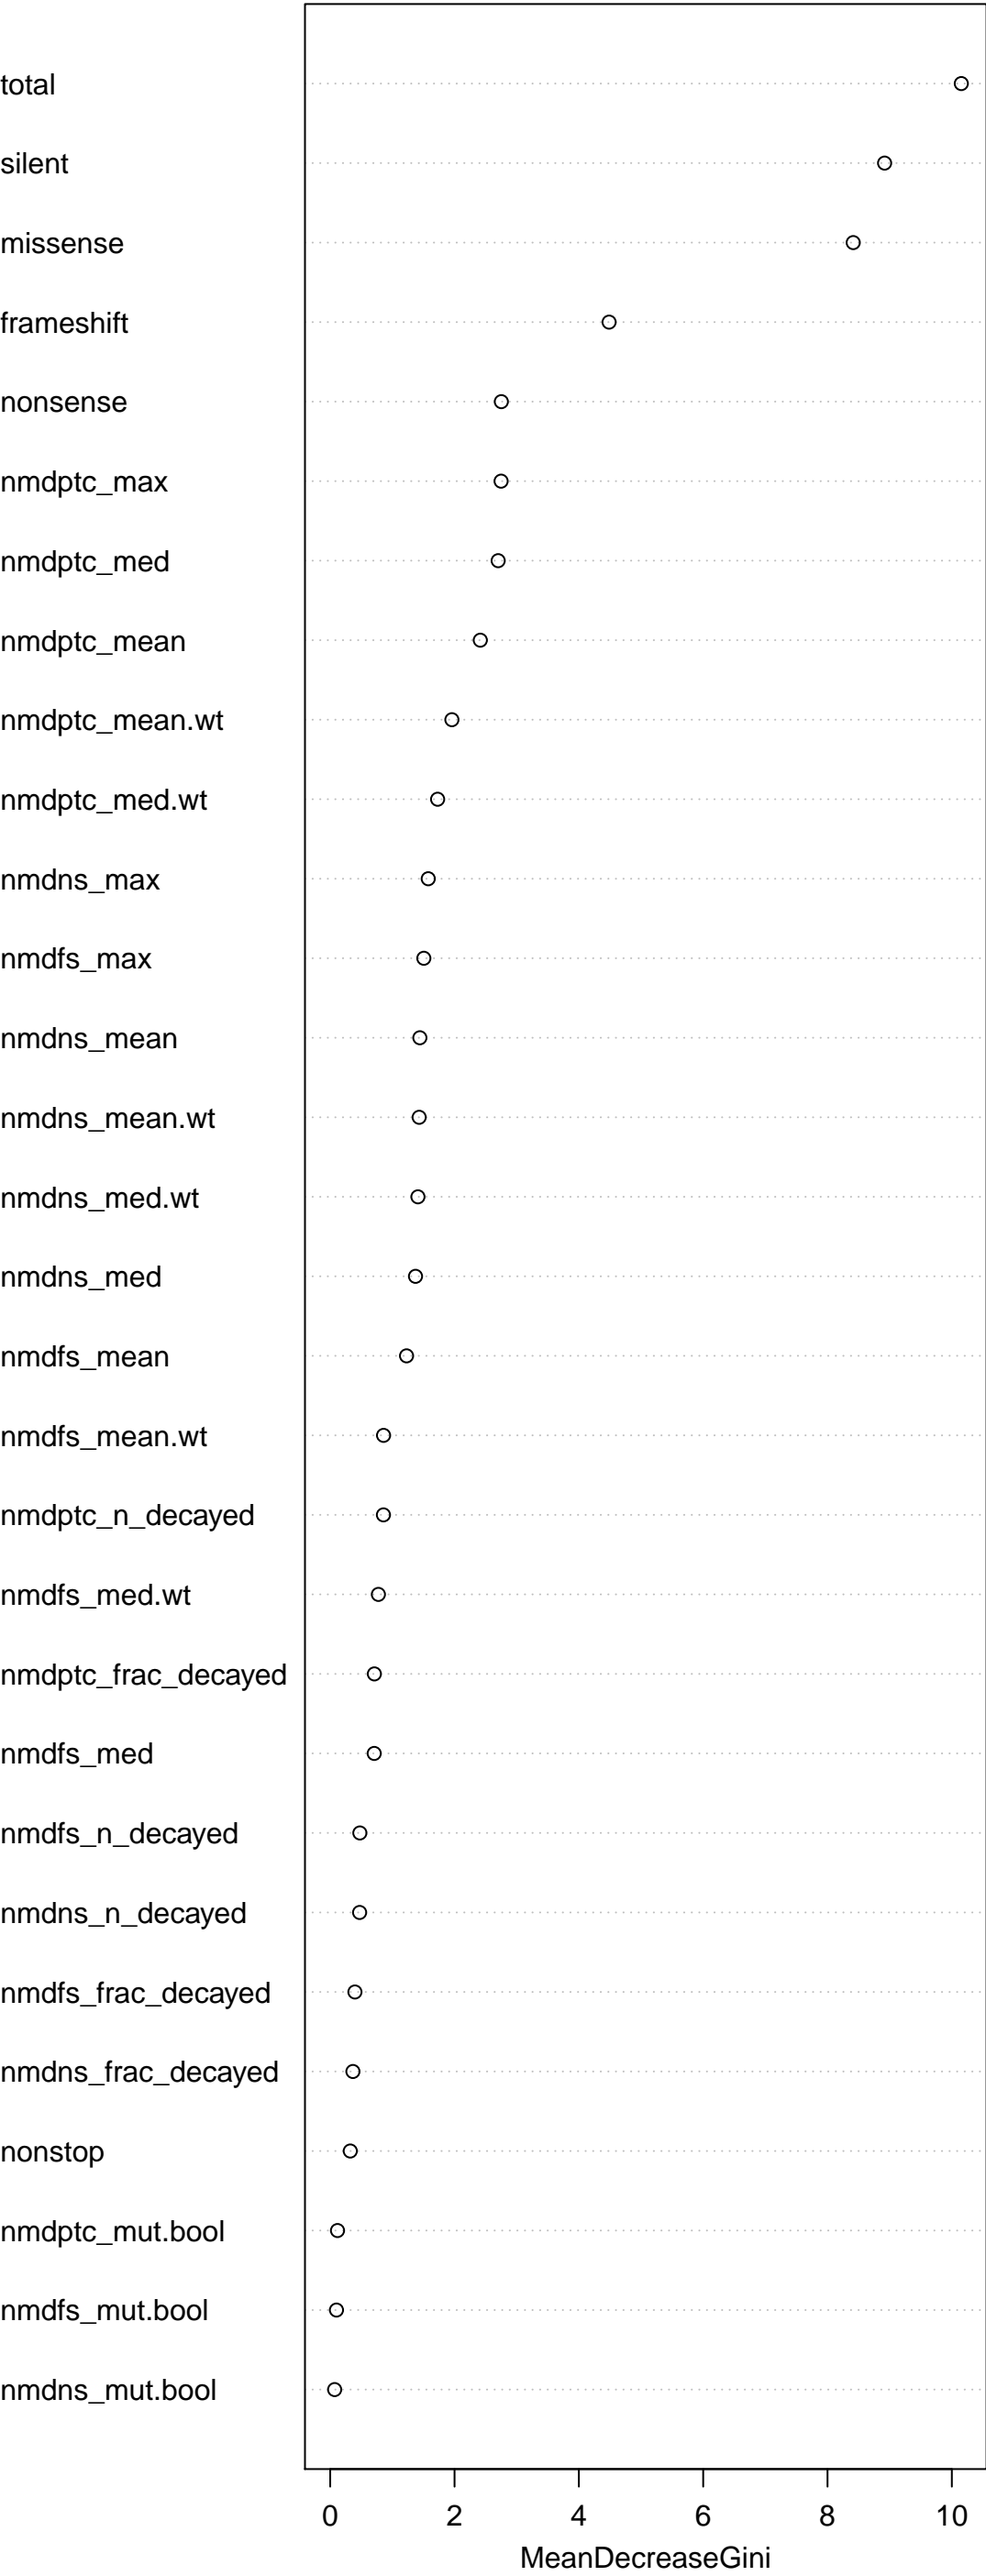 total
silent
missense
frameshift
nonsense
nmdptc_max
nmdptc_med
nmdptc_mean
nmdptc_mean.wt
nmdptc_med.wt
nmdns_max
nmdfs_max
nmdns_mean
nmdns_mean.wt
nmdns_med.wt
nmdns_med
nmdfs_mean
nmdfs_mean.wt
nmdptc_n_decayed
nmdfs_med.wt
nmdptc_frac_decayed
nmdfs_med
nmdfs_n_decayed
nmdns_n_decayed
nmdfs_frac_decayed
nmdns_frac_decayed
nonstop
nmdptc_mut.bool
nmdfs_mut.bool
nmdns_mut.bool
0 2 4 6 8 10
MeanDecreaseGini